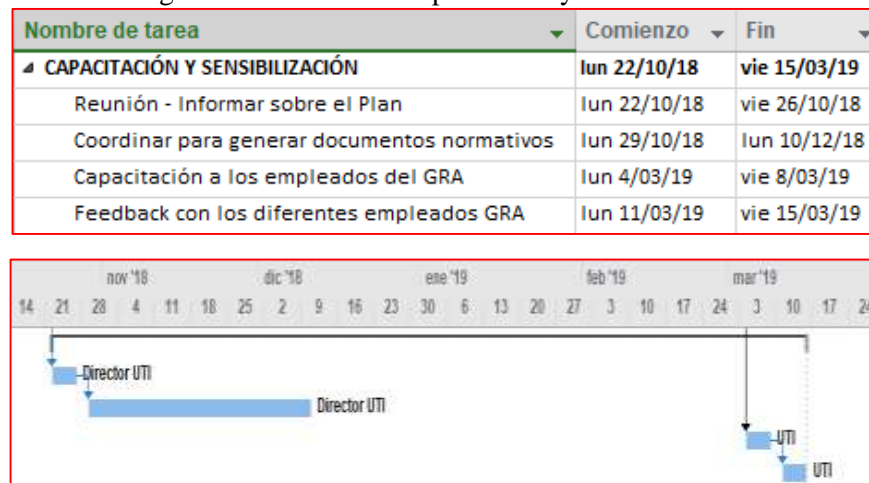 Nombre de tarea Comienzo Fin
CAPACITACIÓN Y SENSIBILIZACIÓN lun 22/10/18 vie 15/03/19
Reunión - Informar sobre el Plan lun 22/10/18 vie 26/10/18
Coordinar para generar documentos normativos lun 29/10/18 lun 10/12/18
Capacitación a los empleados del GRA lun 4/03/19 vie 8/03/19
Feedback con los diferentes empleados GRA lun 11/03/19 vie 15/03/19
nov '18 dic '18 ene '19 feb '19 mar '19
14 21 28 4 11 18 25 2 9 16 23 30 6 13 20 27 3 10 17 24 3 10 17 24
Director UTI
Director UTI
UTI
UTI